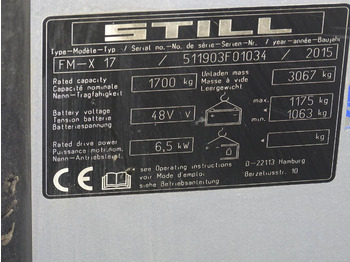 STILL
Type-Modèle-Typ / Serial no.-No de série-Serien-Nr. / year-année-Baujahr
FM-X 17 / 511903F01034 / 2015
Rated capacity
Capacité nominale
Nenn-Tragfähigkeit
1700 kg
Unladen mass
Masse à vide
Leergewicht
3067 kg
Battery voltage
Tension batterie
Batteriespannung
48V V
max. 1175 kg
min. 1063 kg
Rated drive power
Puissance motr.nom.
Nenn-Antriebsleist.
6,5 kW
kg
CE
see Operating instructions
voir Mode d'emploi
siehe Betriebsanleitung
D-22113 Hamburg
Berzeliusstr. 10